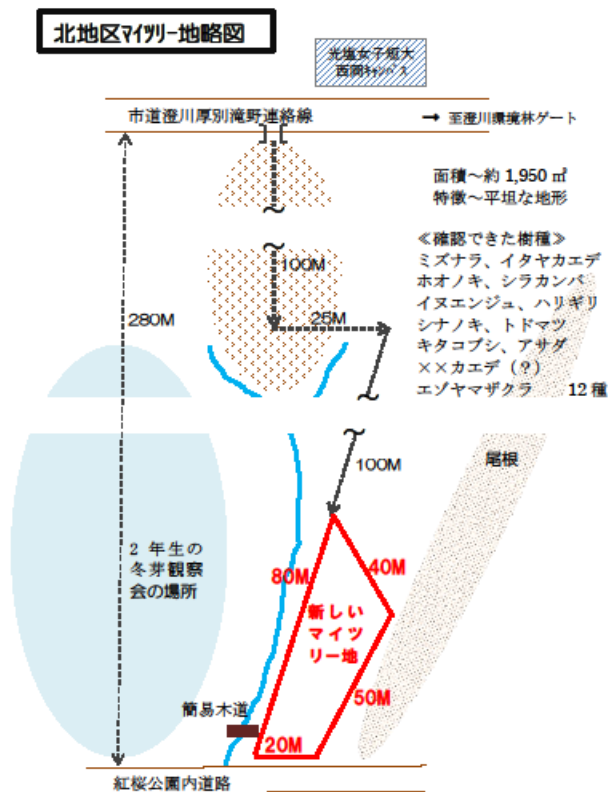 北地区マイツリー地略図
光塩女子短大
西岡キャンパス
市道澄川厚別滝野連絡線
→ 至澄川環境林ゲート
面積～約 1,950 ㎡
特徴～平坦な地形
≪確認できた樹種≫
ミズナラ、イタヤカエデ
ホオノキ、シラカンバ
イヌエンジュ、ハリギリ
シナノキ、トドマツ
キタコブシ、アサダ
××カエデ（？）
エゾヤマザクラ 12種
100M
25M
280M
100M
尾根
2 年生の
冬芽観察
会の場所
80M
40M
新しい
マイツ
リー地
50M
簡易木道
20M
紅桜公園内道路